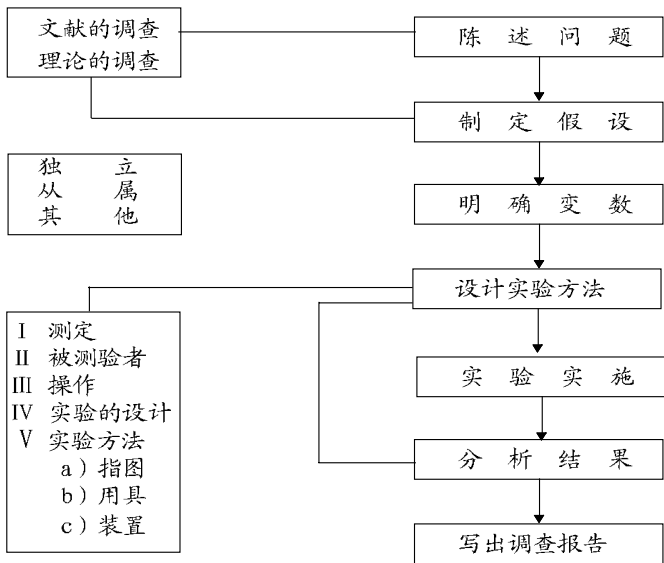 文献的调查
理论的调查
陈述问题
制定假设
独立
从属
其他
明确变数
设计实验方法
Ⅰ 测定
Ⅱ 被测验者
Ⅲ 操作
Ⅳ 实验的设计
Ⅴ 实验方法
a）指图
b）用具
c）装置
实验实施
分析结果
写出调查报告